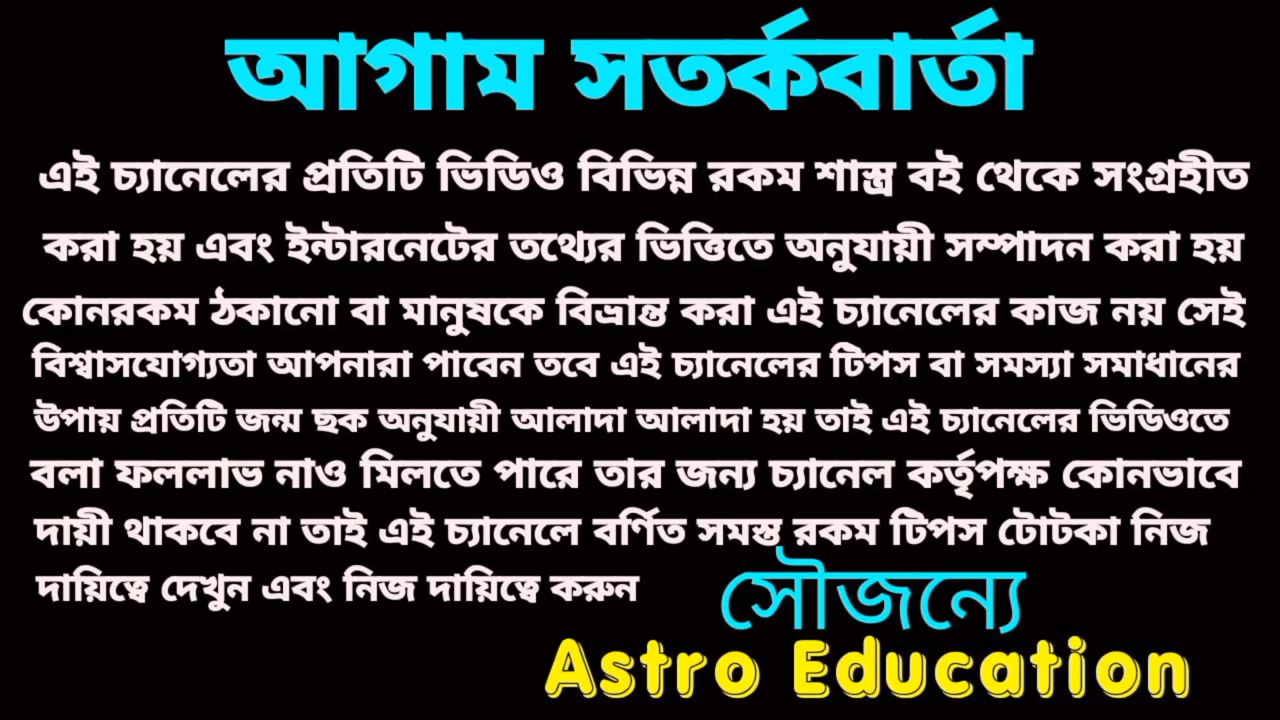 আগাম সতর্কবার্তা
এই চ্যানেলের প্রতিটি ভিডিও বিভিন্ন রকম শাস্ত্র বই থেকে সংগ্রহীত
করা হয় এবং ইন্টারনেটের তথ্যের ভিত্তিতে অনুযায়ী সম্পাদন করা হয়
কোনরকম ঠকানো বা মানুষকে বিভ্রান্ত করা এই চ্যানেলের কাজ নয় সেই
বিশ্বাসযোগ্যতা আপনারা পাবেন তবে এই চ্যানেলের টিপস বা সমস্যা সমাধানের
উপায় প্রতিটি জন্ম ছক অনুযায়ী আলাদা আলাদা হয় তাই এই চ্যানেলের ভিডিওতে
বলা ফললাভ নাও মিলতে পারে তার জন্য চ্যানেল কর্তৃপক্ষ কোনভাবে
দায়ী থাকবে না তাই এই চ্যানেলে বর্ণিত সমস্ত রকম টিপস টোটকা নিজ
দায়িত্বে দেখুন এবং নিজ দায়িত্বে করুন
সৌজন্যে
Astro Education